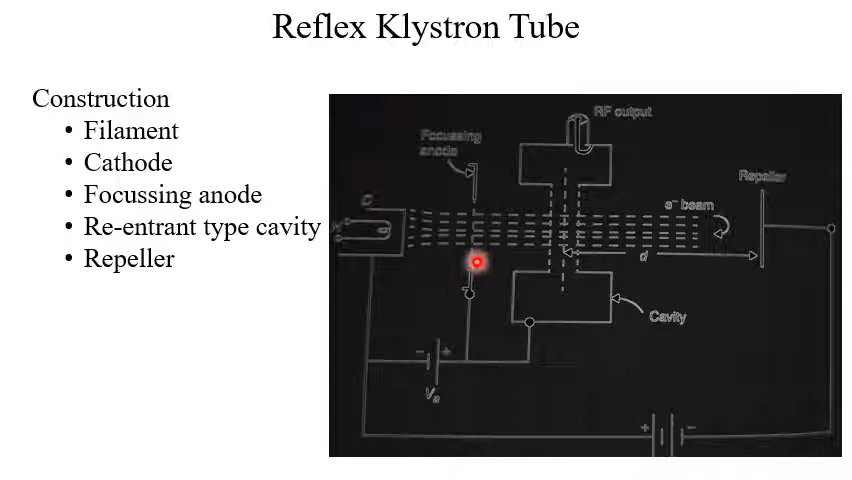 Reflex Klystron Tube
Construction
• Filament
• Cathode
• Focussing anode
• Re-entrant type cavity
• Repeller
RF output
Focussing
anode
Repeller
C
e⁻ beam
d
Cavity
− +
Va
+ −